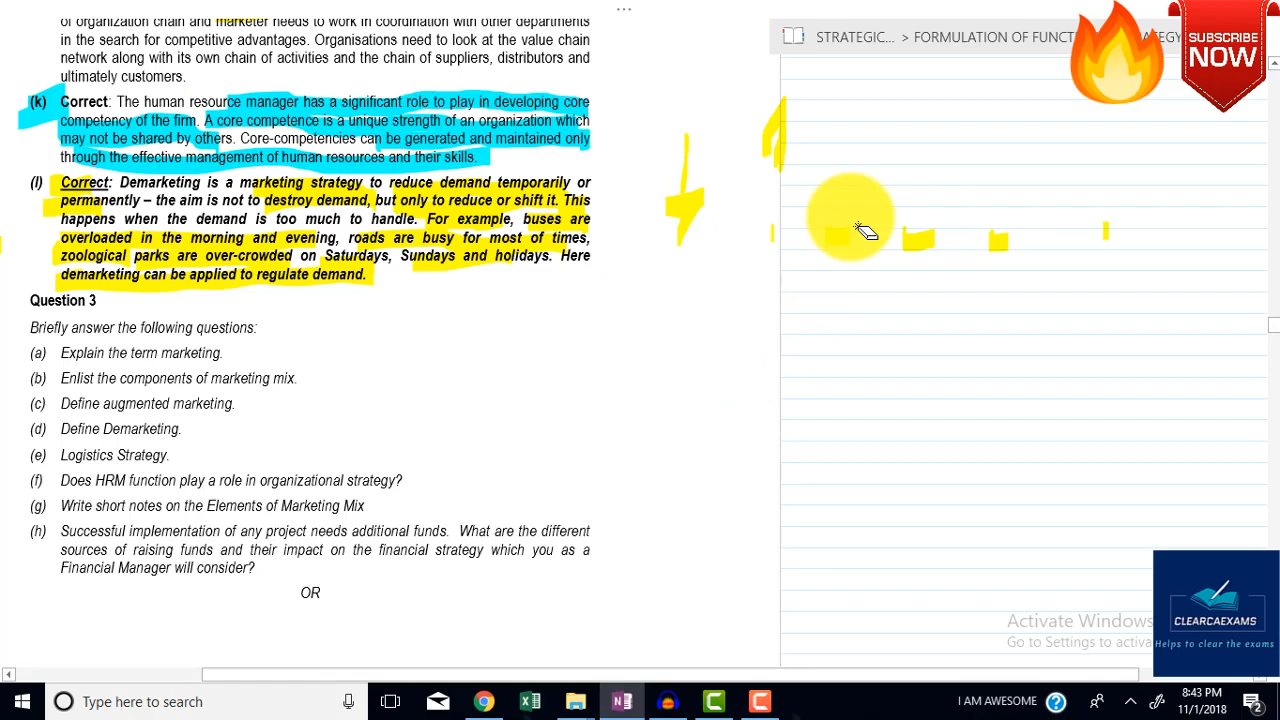 of organization chain and marketer needs to work in coordination with other departments
in the search for competitive advantages. Organisations need to look at the value chain
network along with its own chain of activities and the chain of suppliers, distributors and
ultimately customers.
(k) Correct: The human resource manager has a significant role to play in developing core
competency of the firm. A core competence is a unique strength of an organization which
may not be shared by others. Core-competencies can be generated and maintained only
through the effective management of human resources and their skills.
(l) Correct: Demarketing is a marketing strategy to reduce demand temporarily or
permanently – the aim is not to destroy demand, but only to reduce or shift it. This
happens when the demand is too much to handle. For example, buses are
overloaded in the morning and evening, roads are busy for most of times,
zoological parks are over-crowded on Saturdays, Sundays and holidays. Here
demarketing can be applied to regulate demand.
Question 3
Briefly answer the following questions:
(a) Explain the term marketing.
(b) Enlist the components of marketing mix.
(c) Define augmented marketing.
(d) Define Demarketing.
(e) Logistics Strategy.
(f) Does HRM function play a role in organizational strategy?
(g) Write short notes on the Elements of Marketing Mix
(h) Successful implementation of any project needs additional funds. What are the different
sources of raising funds and their impact on the financial strategy which you as a
Financial Manager will consider?
OR
STRATEGIC... > FORMULATION OF FUNCT STRATEGY
SUBSCRIBE
NOW
Activate Windows
Go to Settings to activa
CLEARCAEXAMS
Helps to clear the exams
Type here to search
I AM AWESOME
8:43 PM
11/1/2018
2